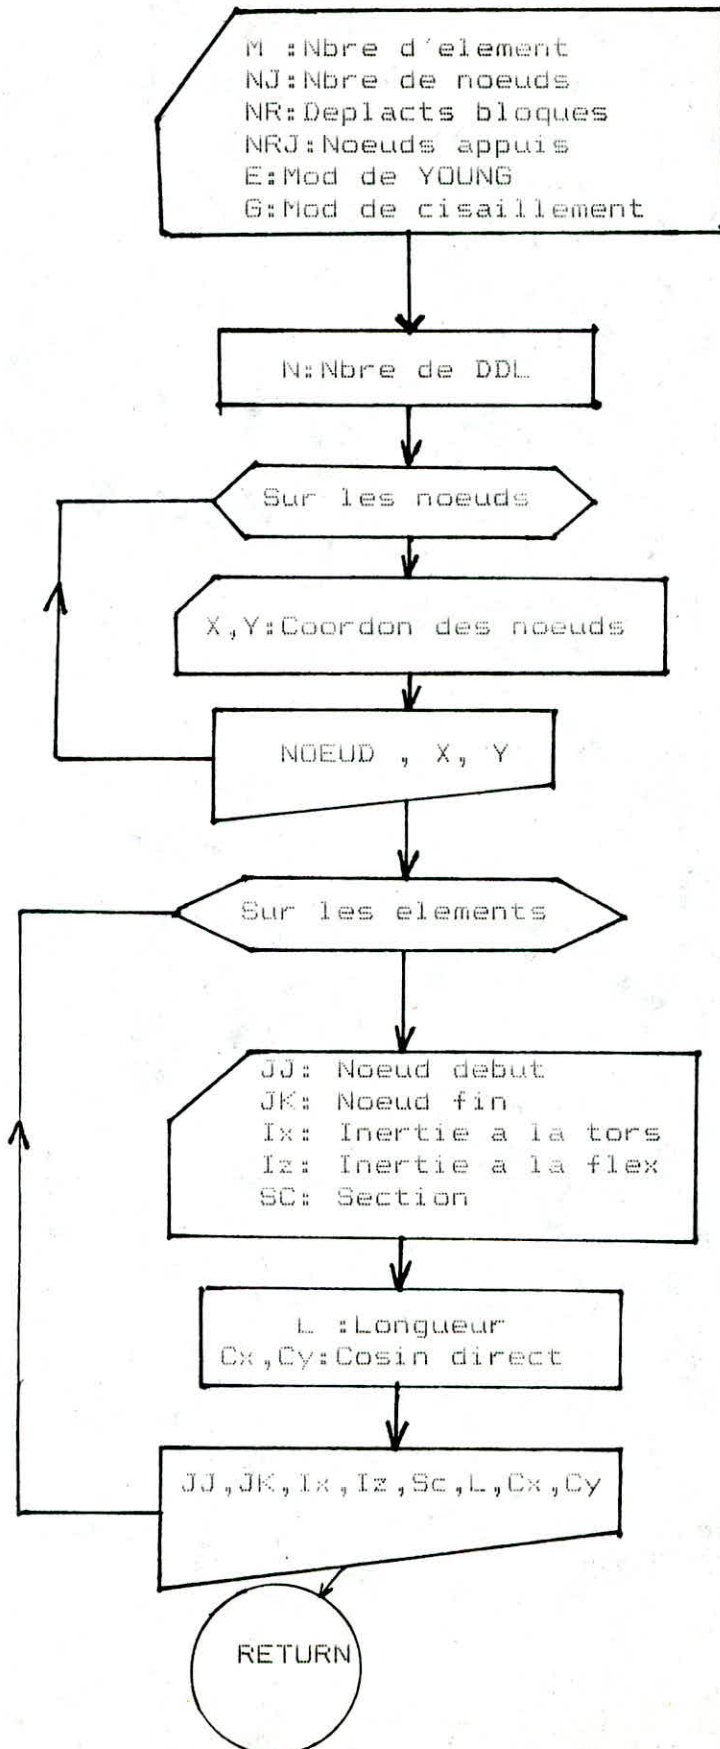 M :Nbre d'element
NJ:Nbre de noeuds
NR:Deplacts bloques
NRJ:Noeuds appuis
E:Mod de YOUNG
G:Mod de cisaillement
N:Nbre de DDL
Sur les noeuds
X,Y:Coordon des noeuds
NOEUD , X, Y
Sur les elements
JJ: Noeud debut
JK: Noeud fin
Ix: Inertie a la tors
Iz: Inertie a la flex
SC: Section
L :Longueur
Cx,Cy:Cosin direct
JJ,JK,Ix,Iz,Sc,L,Cx,Cy
RETURN